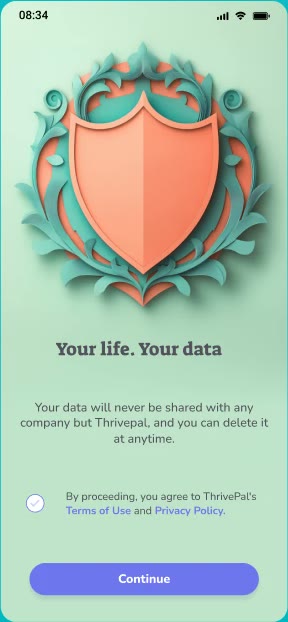 08:34
Your life. Your data
Your data will never be shared with any
company but Thrivepal, and you can delete it
at anytime.
By proceeding, you agree to ThrivePal's
Terms of Use and Privacy Policy.
Continue